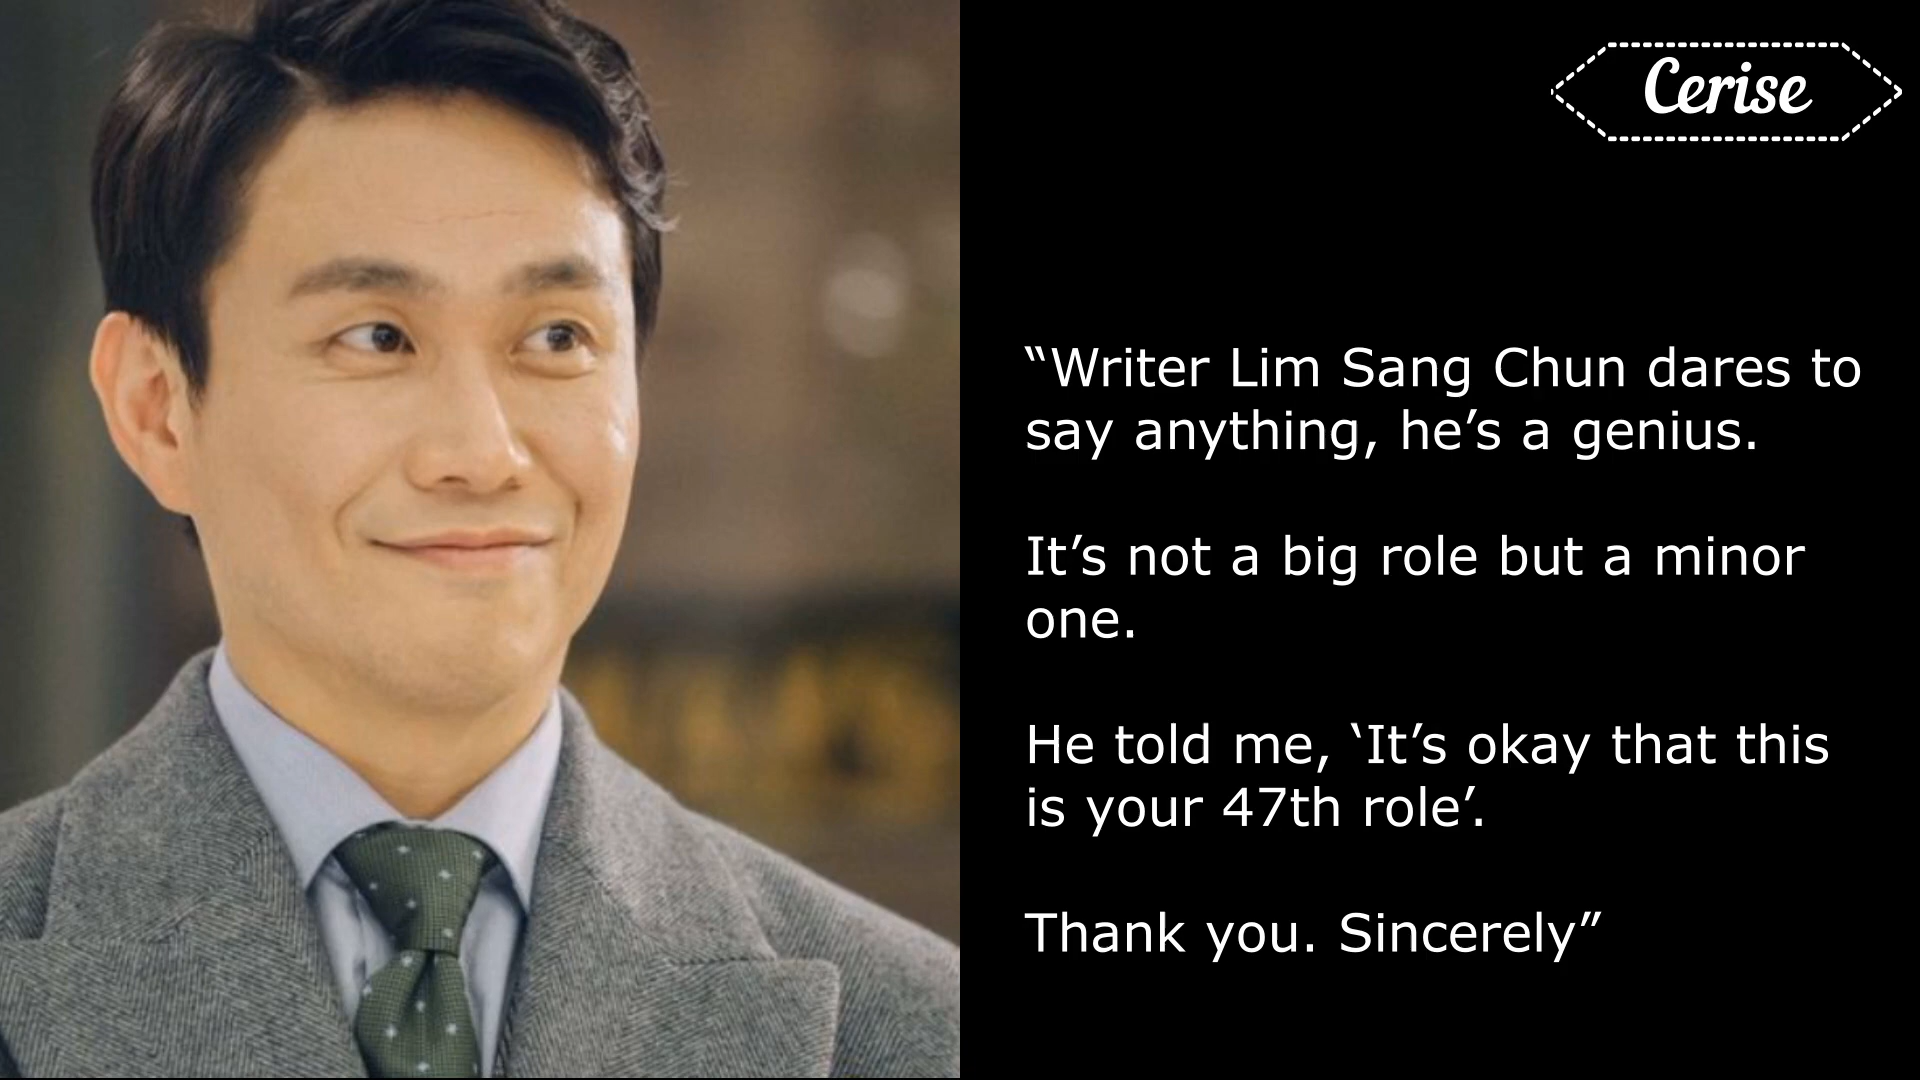 Cerise
“Writer Lim Sang Chun dares to
say anything, he’s a genius.
It’s not a big role but a minor
one.
He told me, ‘It’s okay that this
is your 47th role’.
Thank you. Sincerely”